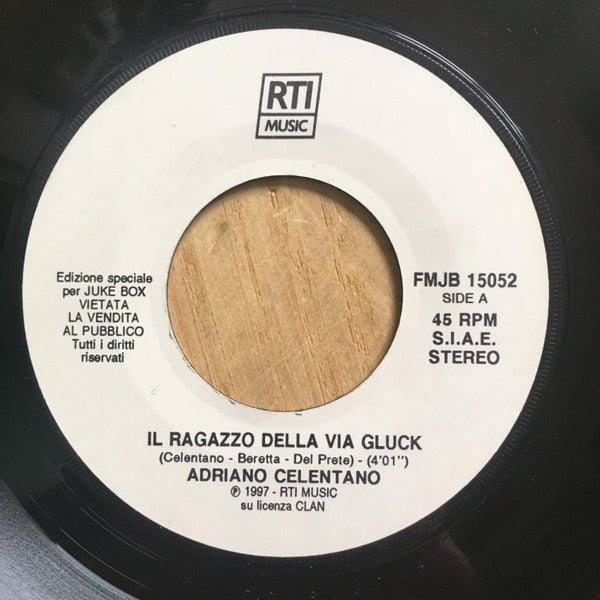 RTI
MUSIC
Edizione speciale
per JUKE BOX
VIETATA
LA VENDITA
AL PUBBLICO
Tutti i diritti
riservati
FMJB 15052
SIDE A
45 RPM
S.I.A.E.
STEREO
IL RAGAZZO DELLA VIA GLUCK
(Celentano - Beretta - Del Prete) - (4'01")
ADRIANO CELENTANO
℗ 1997 - RTI MUSIC
su licenza CLAN